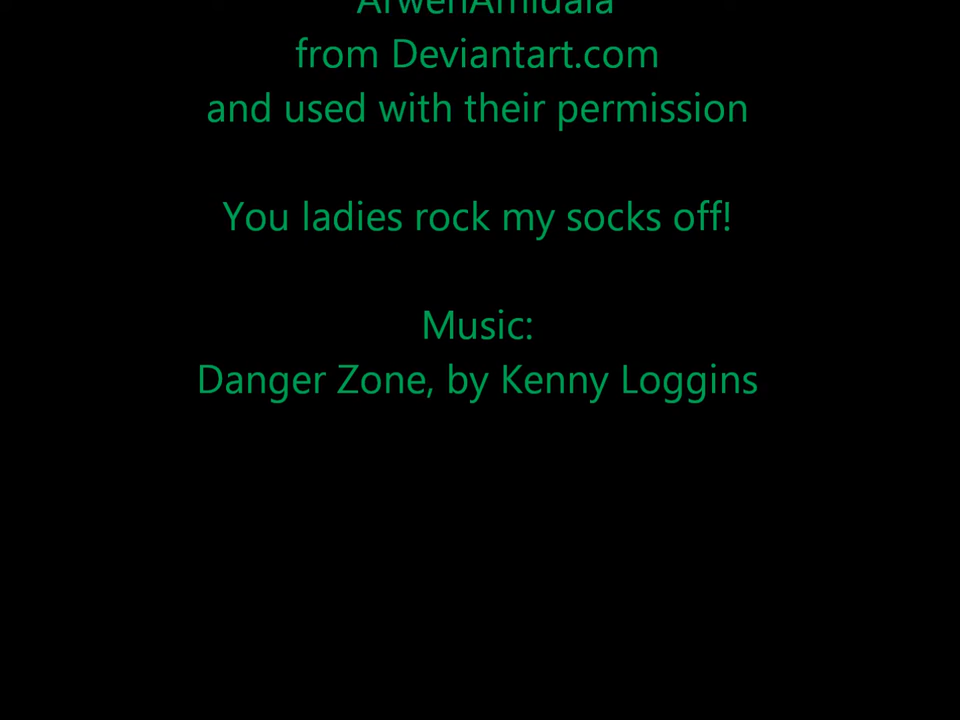 ArwenAmidala
from Deviantart.com
and used with their permission
You ladies rock my socks off!
Music:
Danger Zone, by Kenny Loggins